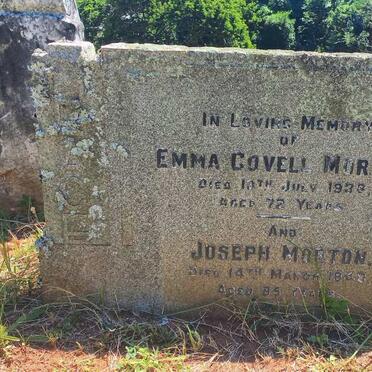 IN LOVING MEMORY
OF
EMMA COVELL MOR
DIED 10TH JULY
AGED 72 YEARS
AND
JOSEPH MORTON
DIED 14TH MARCH
AGED 85 YEARS